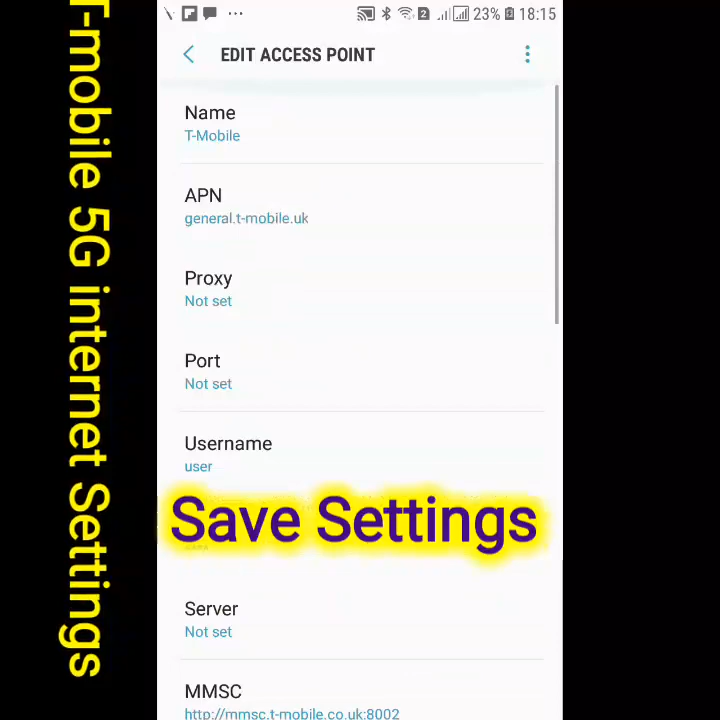 T-mobile 5G internet Settings
2
23%
18:15
EDIT ACCESS POINT
Name
T-Mobile
APN
general.t-mobile.uk
Proxy
Not set
Port
Not set
Username
user
Save Settings
Server
Not set
MMSC
http://mmsc.t-mobile.co.uk:8002